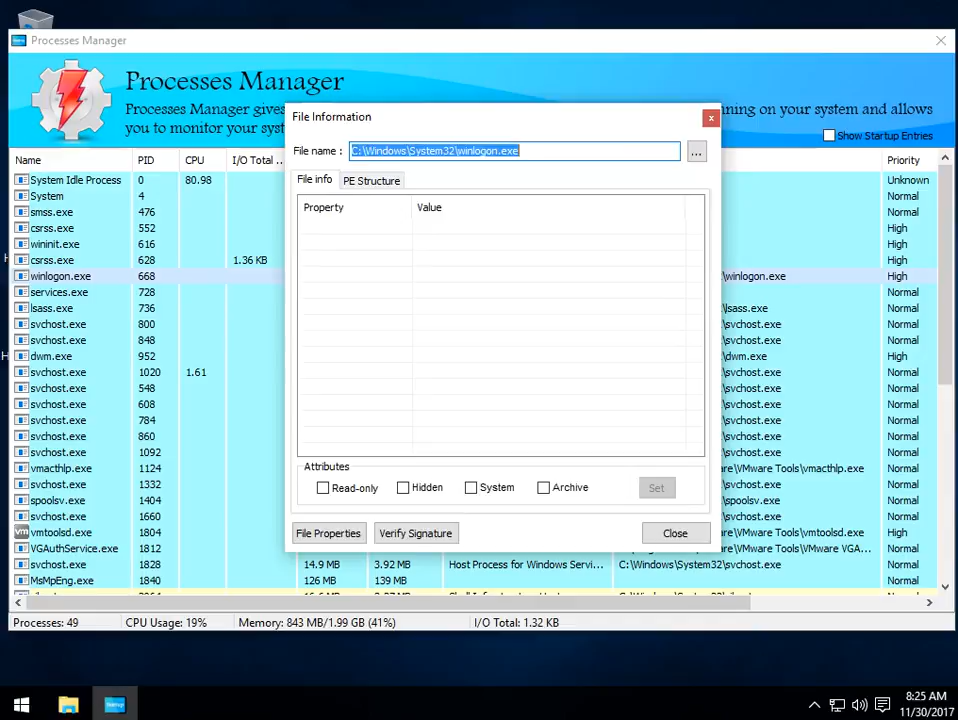 Processes Manager
Processes Manager
Processes Manager gives
nning on your system and allows
you to monitor your syst
Show Startup Entries
Name PID CPU I/O Total .. Priority
System Idle Process 0 80.98 Unknown
System 4 Normal
smss.exe 476 Normal
csrss.exe 552 High
wininit.exe 616 High
csrss.exe 628 1.36 KB High
winlogon.exe 668 \winlogon.exe High
services.exe 728 Normal
lsass.exe 736 \lsass.exe Normal
svchost.exe 800 \svchost.exe Normal
svchost.exe 848 \svchost.exe Normal
dwm.exe 952 \dwm.exe High
svchost.exe 1020 1.61 \svchost.exe Normal
svchost.exe 548 \svchost.exe Normal
svchost.exe 608 \svchost.exe Normal
svchost.exe 784 \svchost.exe Normal
svchost.exe 860 \svchost.exe Normal
svchost.exe 1092 \svchost.exe Normal
vmacthlp.exe 1124 e\VMware Tools\vmacthlp.exe Normal
svchost.exe 1332 \svchost.exe Normal
spoolsv.exe 1404 \spoolsv.exe Normal
svchost.exe 1660 \svchost.exe Normal
vmtoolsd.exe 1804 e\VMware Tools\vmtoolsd.exe High
VGAuthService.exe 1812 e\VMware Tools\VMware VGA... Normal
svchost.exe 1828 14.9 MB 3.92 MB Host Process for Windows Servi... C:\Windows\System32\svchost.exe Normal
MsMpEng.exe 1840 126 MB 139 MB Normal
File Information
x
File name : C:\Windows\System32\winlogon.exe ...
File info PE Structure
Property Value
Attributes
Read-only Hidden System Archive Set
File Properties Verify Signature Close
Processes: 49 CPU Usage: 19% Memory: 843 MB/1.99 GB (41%) I/O Total: 1.32 KB
8:25 AM
11/30/2017